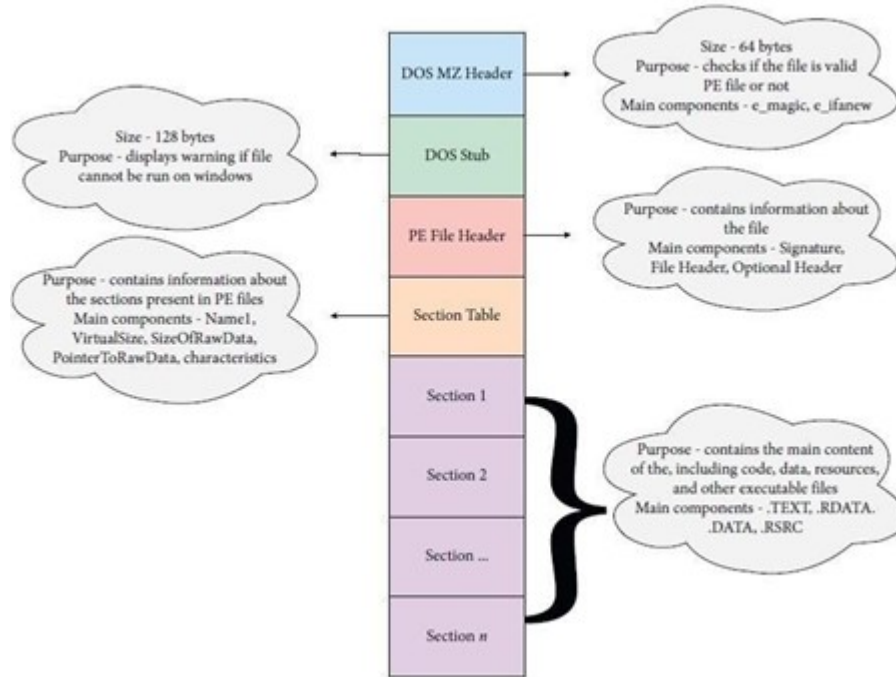 DOS MZ Header
Size - 64 bytes
Purpose - checks if the file is valid
PE file or not
Main components - e_magic, e_ifanew
Size - 128 bytes
Purpose - displays warning if file
cannot be run on windows
DOS Stub
PE File Header
Purpose - contains information about
the file
Main components - Signature,
File Header, Optional Header
Purpose - contains information about
the sections present in PE files
Main components - Name1,
VirtualSize, SizeOfRawData,
PointerToRawData, characteristics
Section Table
Section 1
Section 2
Section ...
Section n
Purpose - contains the main content
of the, including code, data, resources,
and other executable files
Main components - .TEXT, .RDATA.
.DATA, .RSRC